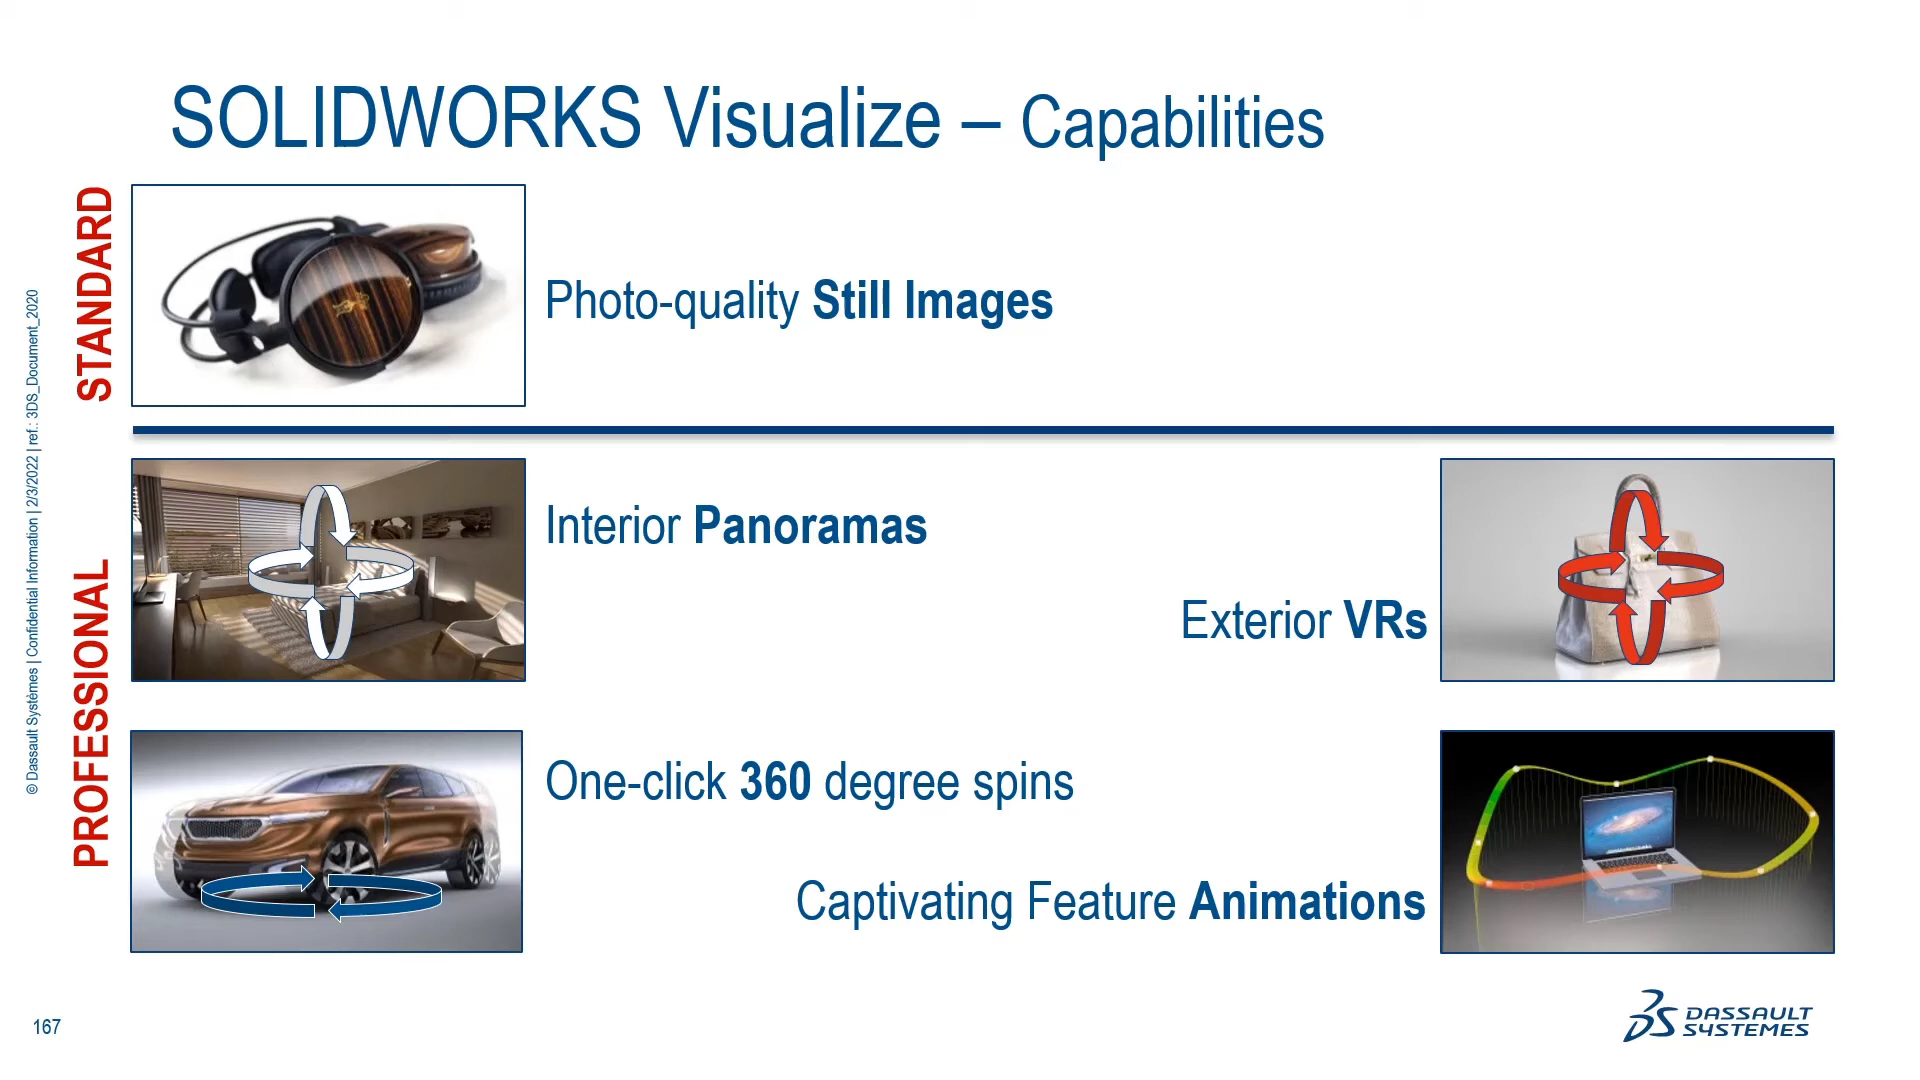 SOLIDWORKS Visualize – Capabilities
STANDARD
Photo-quality Still Images
PROFESSIONAL
Interior Panoramas
Exterior VRs
One-click 360 degree spins
Captivating Feature Animations
© Dassault Systèmes | Confidential Information | 2/3/2022 | ref.: 3DS_Document_2020
167
DASSAULT
SYSTEMES